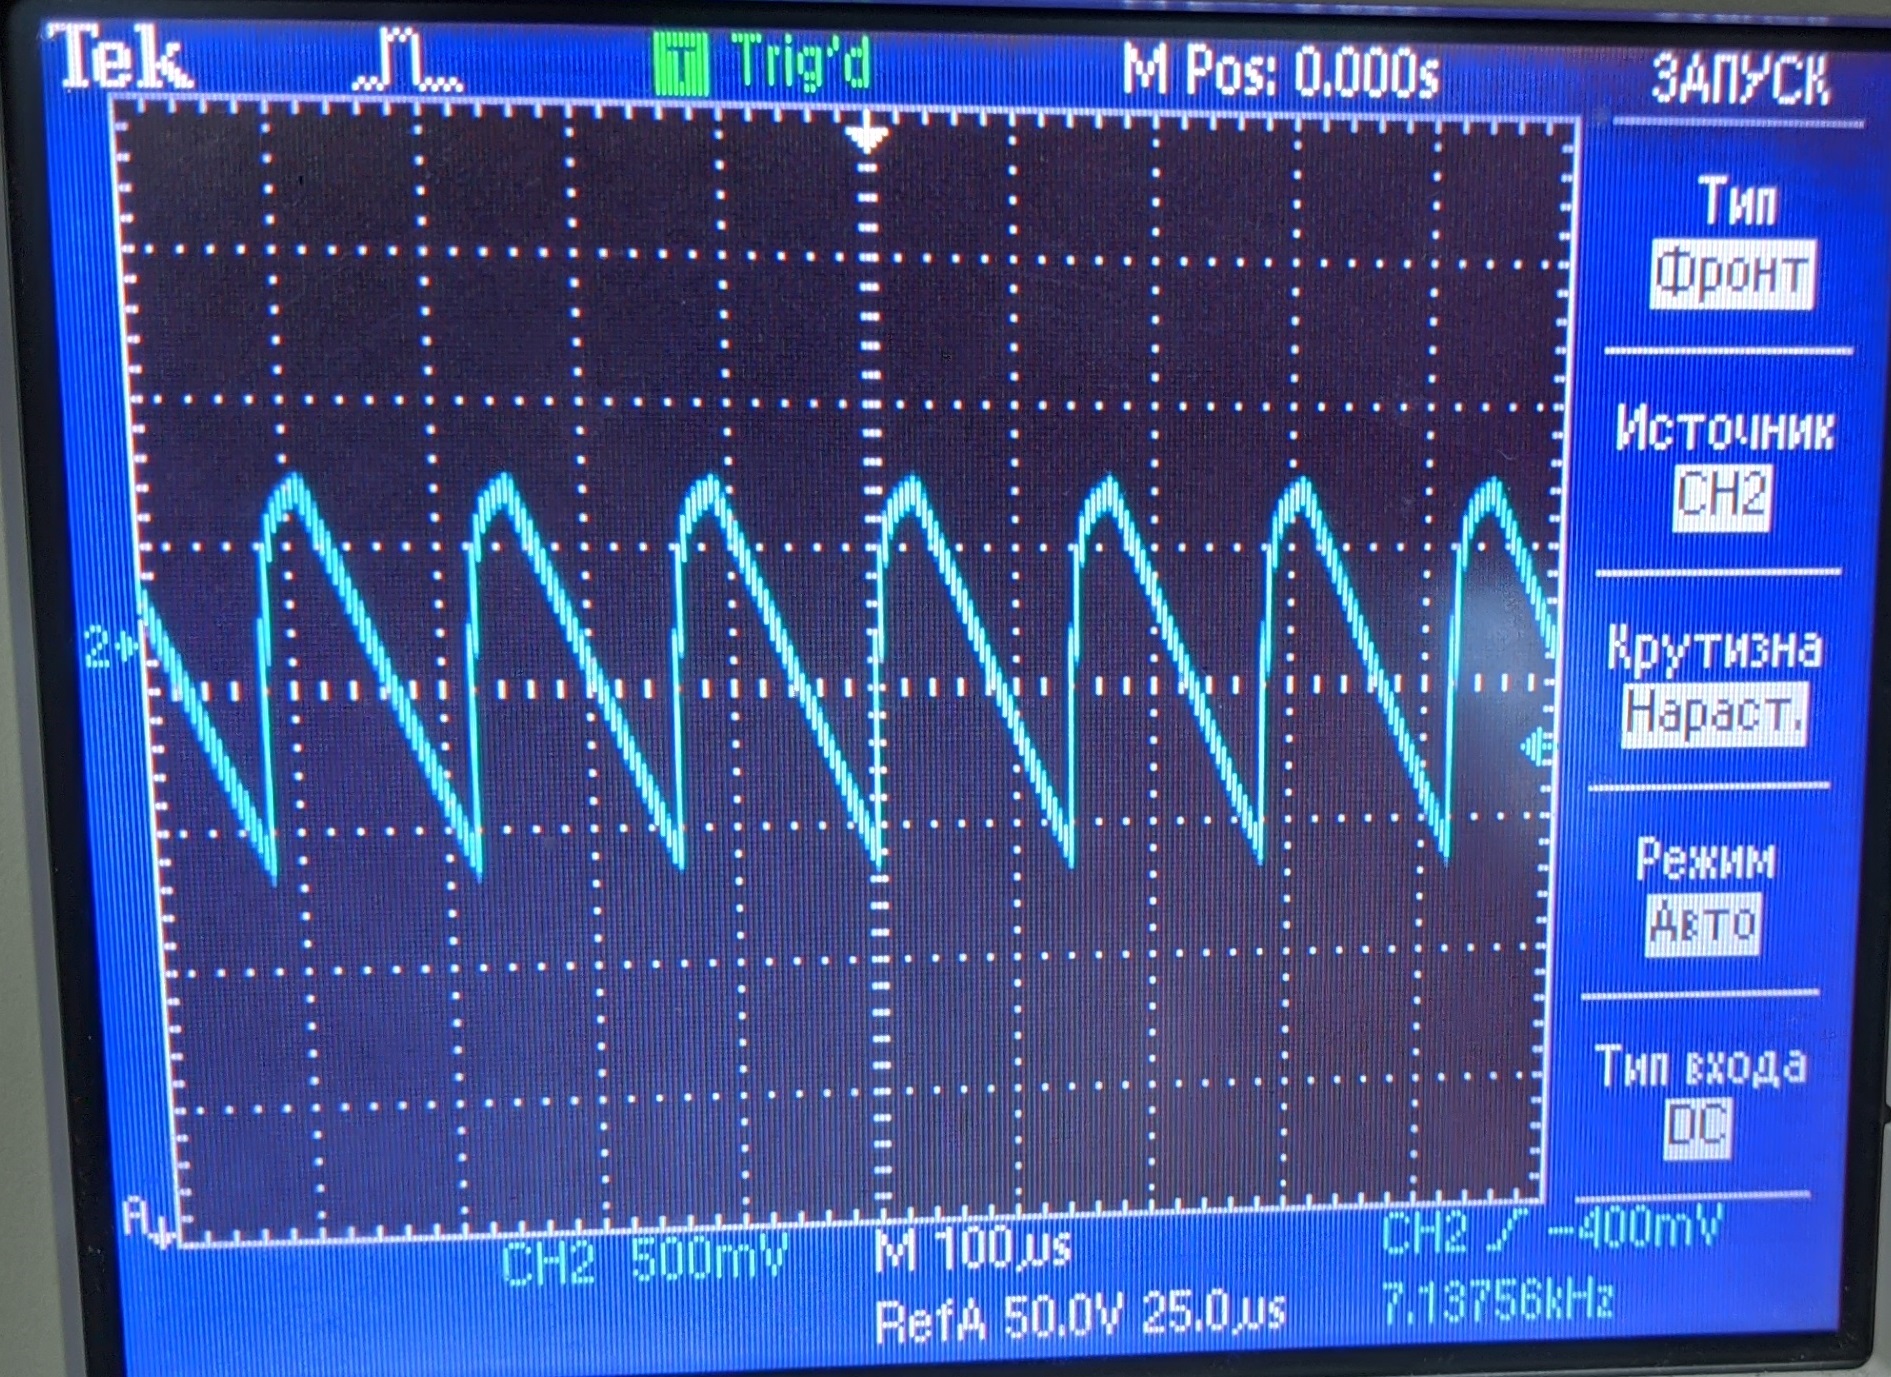 Tek T Trig'd M Pos: 0.000s ЗАПУСК
Тип
Фронт
Источник
CH2
2
Крутизна
Нараст.
Режим
Авто
Тип входа
DC
A
CH2 500mV M 100µs CH2 -400mV
RefA 50.0V 25.0µs 7.13756kHz